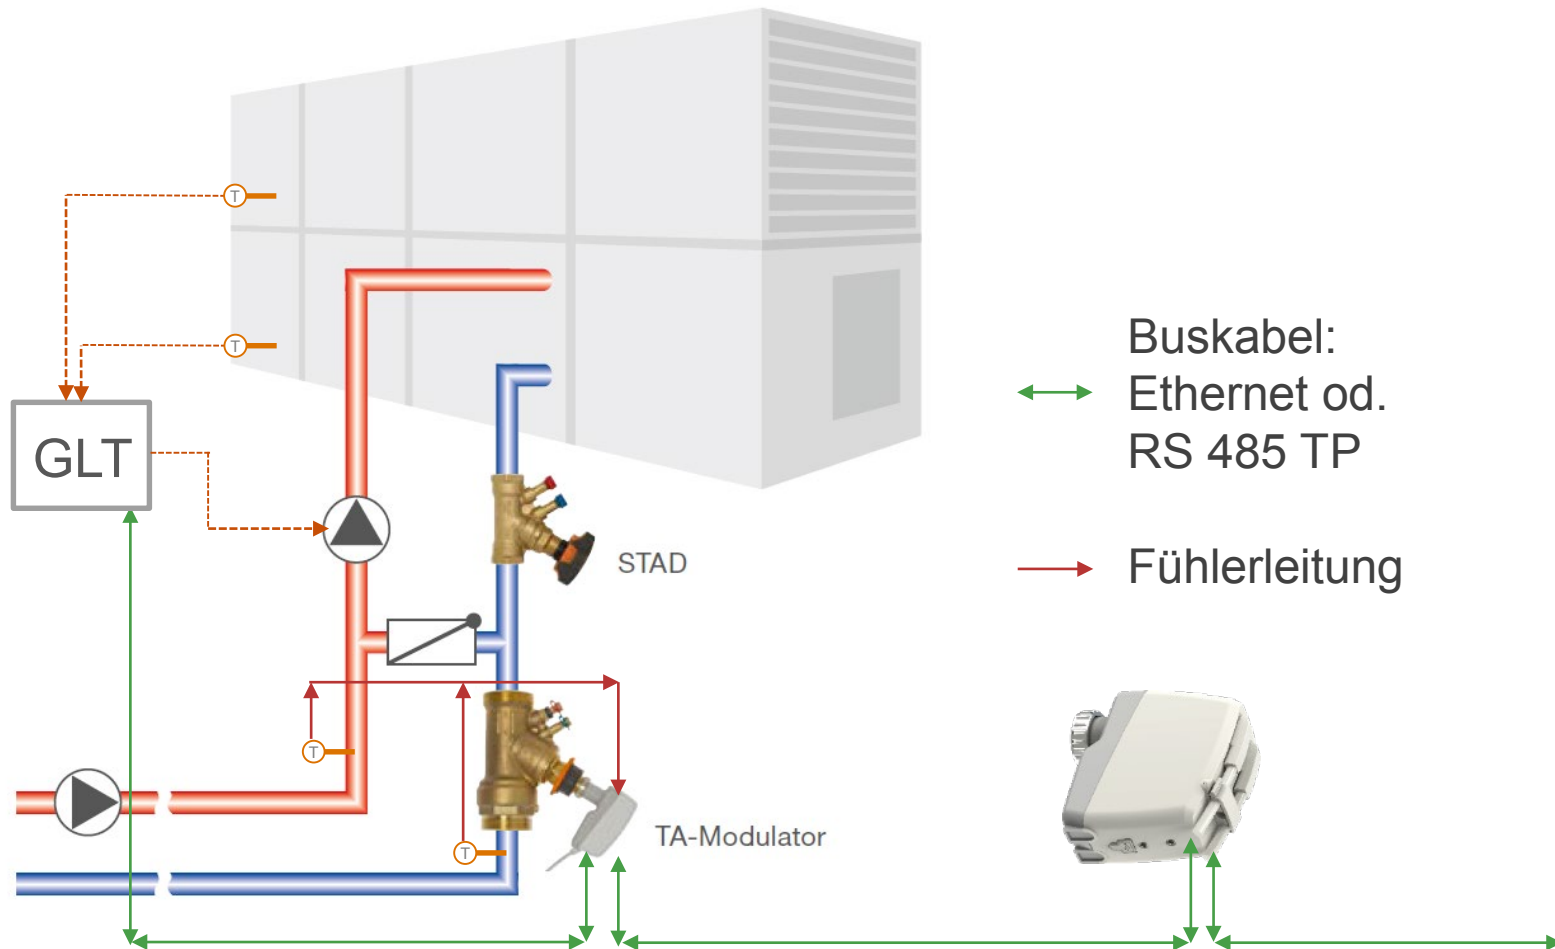 T
T
GLT
Buskabel:
Ethernet od.
RS 485 TP
STAD
Fühlerleitung
T
TA-Modulator
T